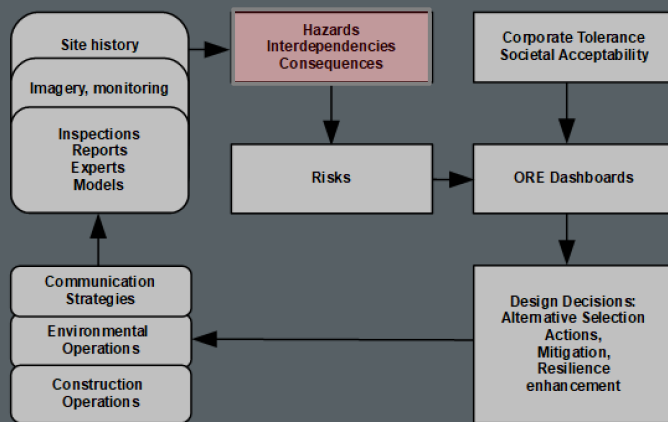 Site history
Imagery, monitoring
Inspections
Reports
Experts
Models
Hazards
Interdependencies
Consequences
Corporate Tolerance
Societal Acceptability
Risks
ORE Dashboards
Communication
Strategies
Environmental
Operations
Construction
Operations
Design Decisions:
Alternative Selection
Actions,
Mitigation,
Resilience
enhancement